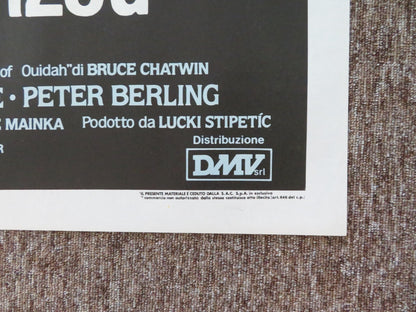 of Ouidah" di BRUCE CHATWIN
E • PETER BERLING
E MAINKA Podotto da LUCKI STIPETÍC
R Distribuzione
DMV srl
IL PRESENTE MATERIALE E CEDUTO DALLA S.A.C. S.p.A. in esclusiva
commercio non autorizzato dello stesso costituisce atto illecito (art. 646 del c.p.)